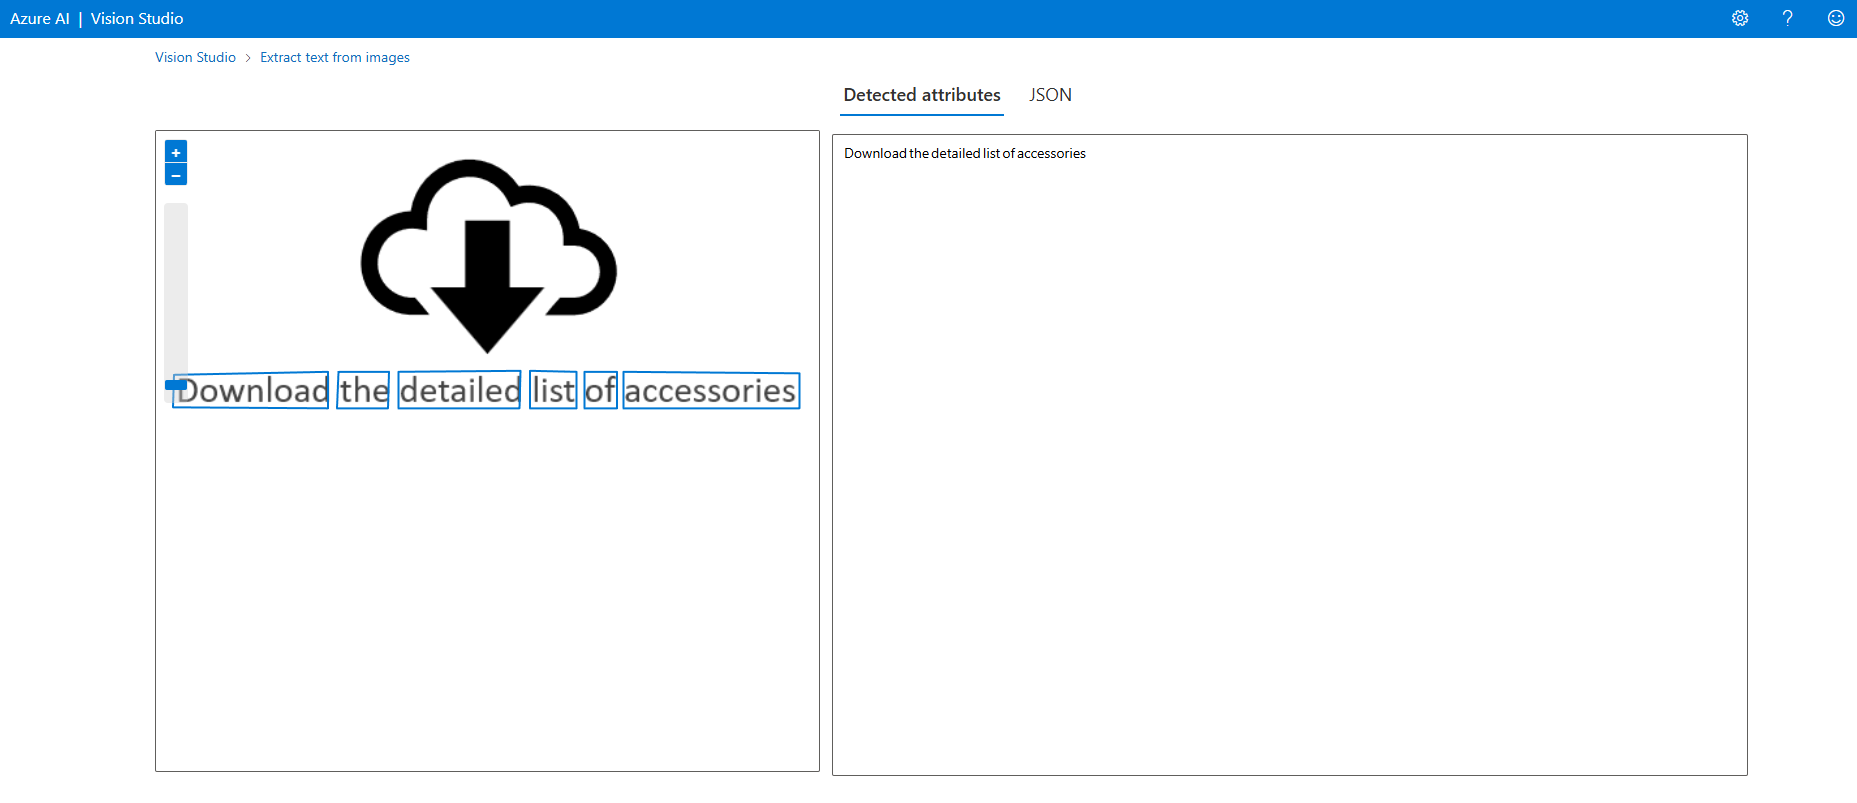 Azure AI | Vision Studio
Vision Studio > Extract text from images
Detected attributes JSON
Download the detailed list of accessories
Download the detailed list of accessories